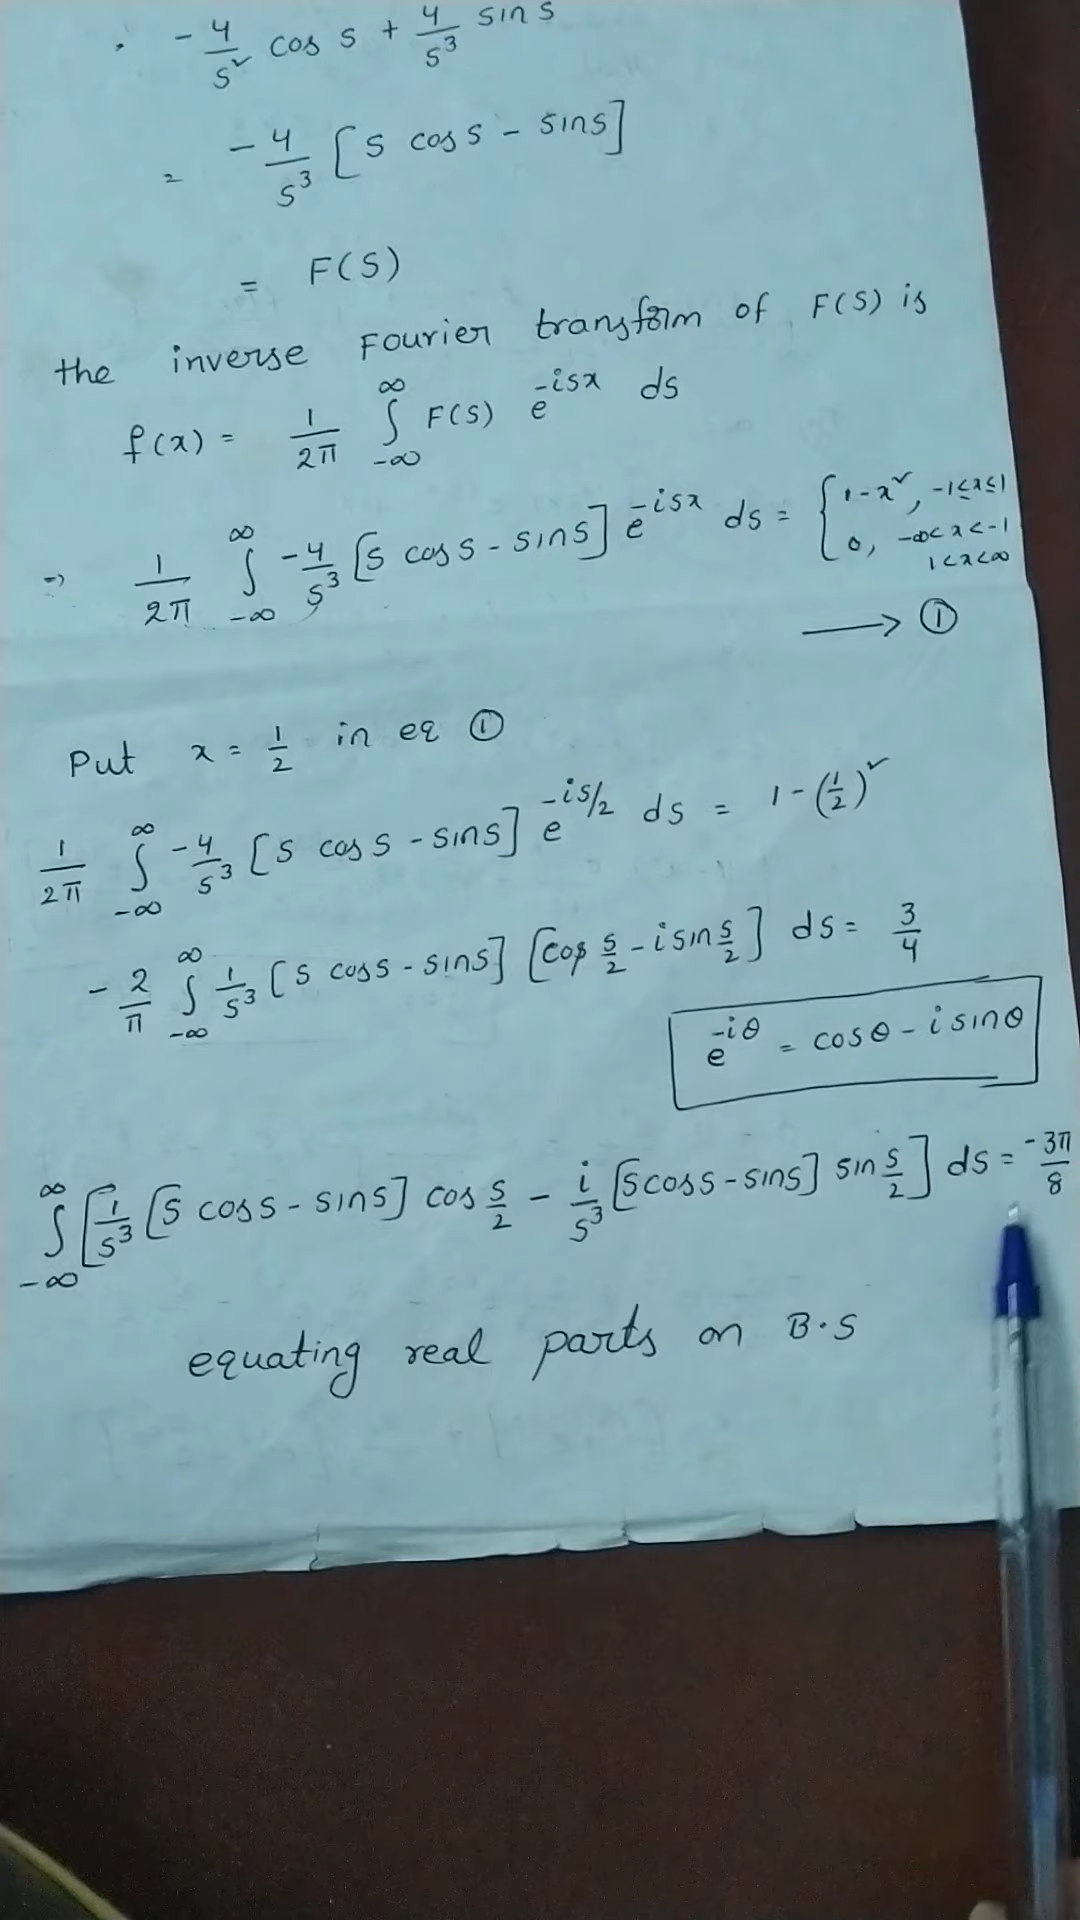 . -4/s² cos s + 4/s³ sin s
= -4/s³ [s cos s - sin s]
= F(S)
the inverse Fourier transform of F(S) is
f(x) = 1/2π ∫_{-∞}^{∞} F(S) e^{-isx} ds
⇒ 1/2π ∫_{-∞}^{∞} -4/s³ [s cos s - sin s] e^{-isx} ds = { 1-x², -1≤x≤1
0, -∞<x<-1
1<x<∞
⟶ ①
Put x = 1/2 in eq ①
1/2π ∫_{-∞}^{∞} -4/s³ [s cos s - sin s] e^{-is/2} ds = 1-(1/2)²
-2/π ∫_{-∞}^{∞} 1/s³ [s cos s - sin s] [cos s/2 - i sin s/2] ds = 3/4
e^{-iθ} = cosθ - i sinθ
∫_{-∞}^{∞} [1/s³ [s cos s - sin s] cos s/2 - i/s³ [s cos s - sin s] sin s/2] ds = -3π/8
equating real parts on B.S